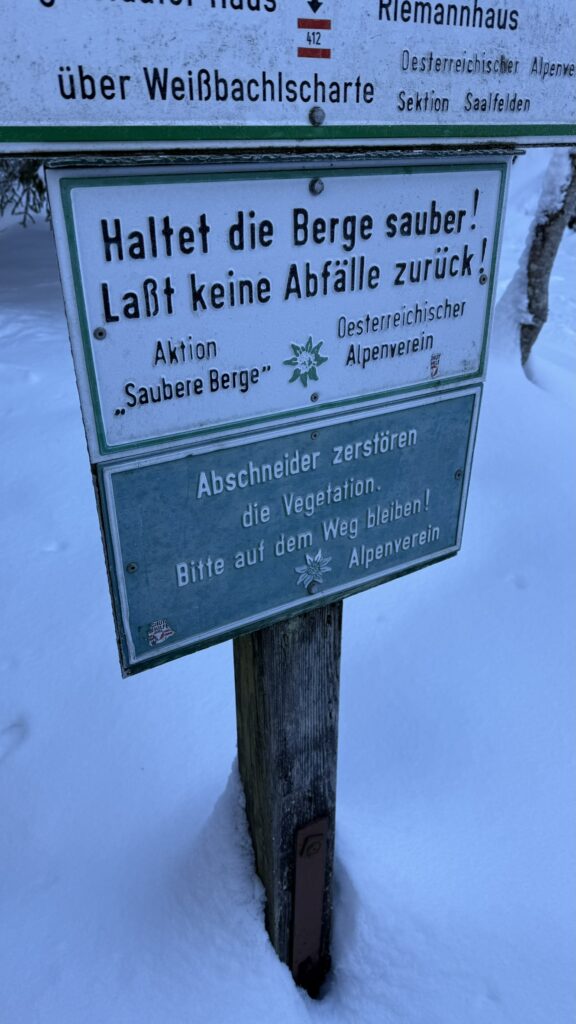 Haus
412
Riemannhaus
über Weißbachlscharte
Oesterreichischer
Sektion Saalfelden
Haltet die Berge sauber!
Laßt keine Abfälle zurück!
Aktion
„Saubere Berge"
Oesterreichischer
Alpenverein
Abschneider zerstören
die Vegetation.
Bitte auf dem Weg bleiben!
Alpenverein